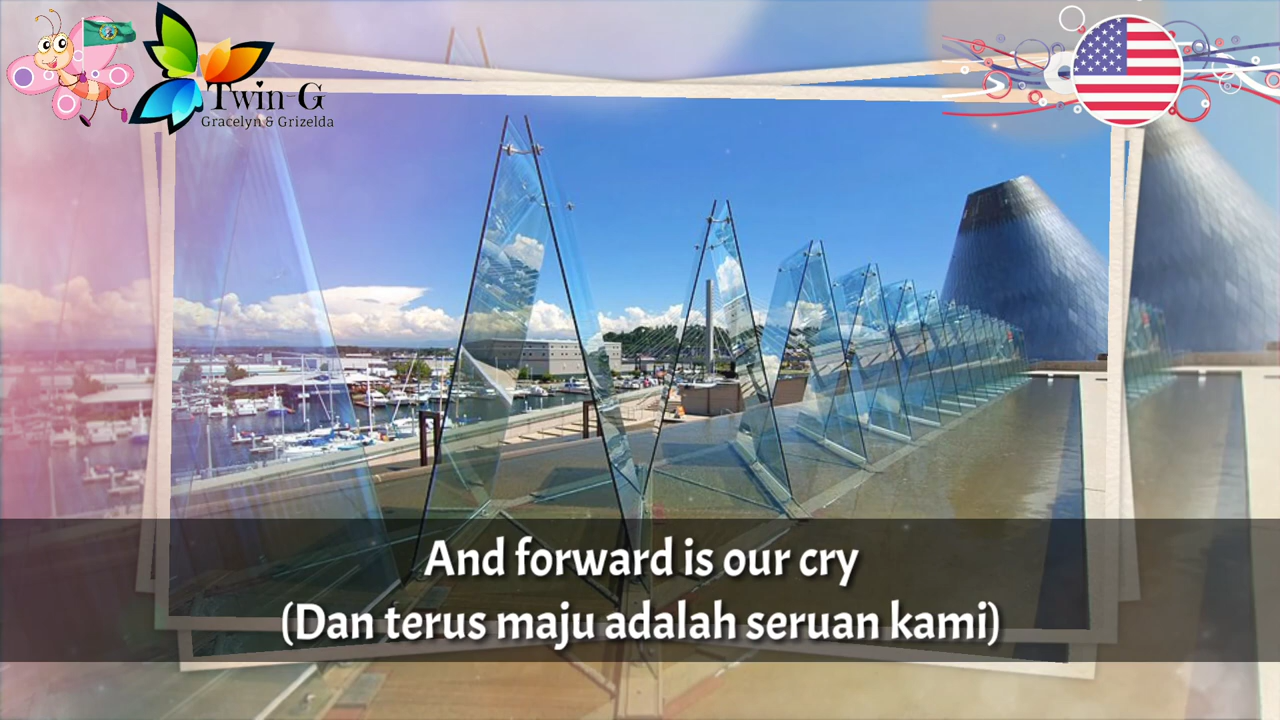 Twin-G
Gracelyn & Grizelda
And forward is our cry
(Dan terus maju adalah seruan kami)